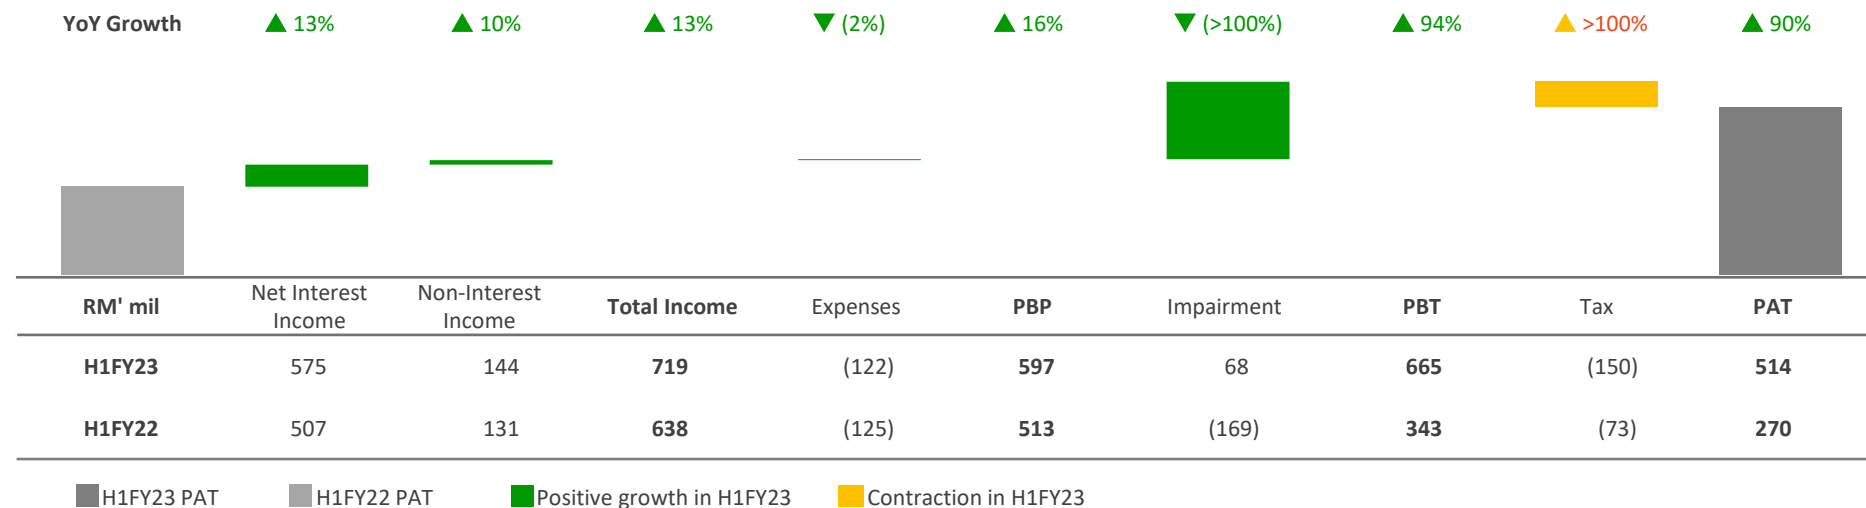 YoY Growth ▲ 13% ▲ 10% ▲ 13% ▼ (2%) ▲ 16% ▼ (>100%) ▲ 94% ▲ >100% ▲ 90%
RM' mil Net Interest Income Non-Interest Income Total Income Expenses PBP Impairment PBT Tax PAT
H1FY23 575 144 719 (122) 597 68 665 (150) 514
H1FY22 507 131 638 (125) 513 (169) 343 (73) 270
H1FY23 PAT H1FY22 PAT Positive growth in H1FY23 Contraction in H1FY23